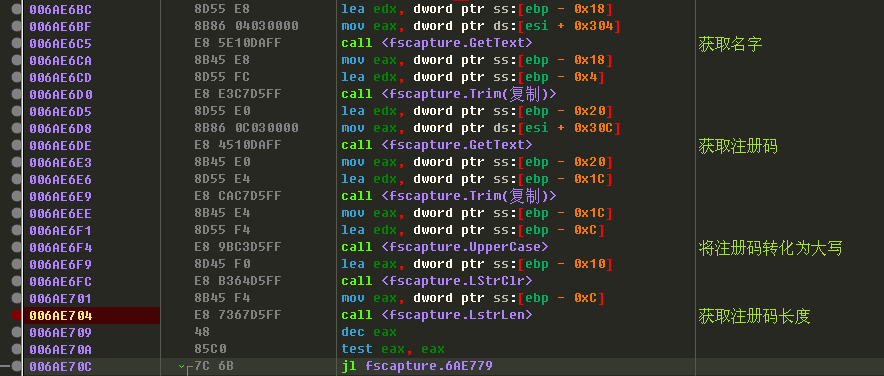 006AE6BC 8D55 E8 lea edx, dword ptr ss:[ebp - 0x18]
006AE6BF 8B86 04030000 mov eax, dword ptr ds:[esi + 0x304]
006AE6C5 E8 5E10DAFF call <fscapture.GetText> 获取名字
006AE6CA 8B45 E8 mov eax, dword ptr ss:[ebp - 0x18]
006AE6CD 8D55 FC lea edx, dword ptr ss:[ebp - 0x4]
006AE6D0 E8 E3C7D5FF call <fscapture.Trim(复制)>
006AE6D5 8D55 E0 lea edx, dword ptr ss:[ebp - 0x20]
006AE6D8 8B86 0C030000 mov eax, dword ptr ds:[esi + 0x30C]
006AE6DE E8 4510DAFF call <fscapture.GetText> 获取注册码
006AE6E3 8B45 E0 mov eax, dword ptr ss:[ebp - 0x20]
006AE6E6 8D55 E4 lea edx, dword ptr ss:[ebp - 0x1C]
006AE6E9 E8 CAC7D5FF call <fscapture.Trim(复制)>
006AE6EE 8B45 E4 mov eax, dword ptr ss:[ebp - 0x1C]
006AE6F1 8D55 F4 lea edx, dword ptr ss:[ebp - 0xC]
006AE6F4 E8 9BC3D5FF call <fscapture.UpperCase> 将注册码转化为大写
006AE6F9 8D45 F0 lea eax, dword ptr ss:[ebp - 0x10]
006AE6FC E8 B364D5FF call <fscapture.LStrClr>
006AE701 8B45 F4 mov eax, dword ptr ss:[ebp - 0xC]
006AE704 E8 7367D5FF call <fscapture.LstrLen> 获取注册码长度
006AE709 48 dec eax
006AE70A 85C0 test eax, eax
006AE70C 7C 6B jl fscapture.6AE779